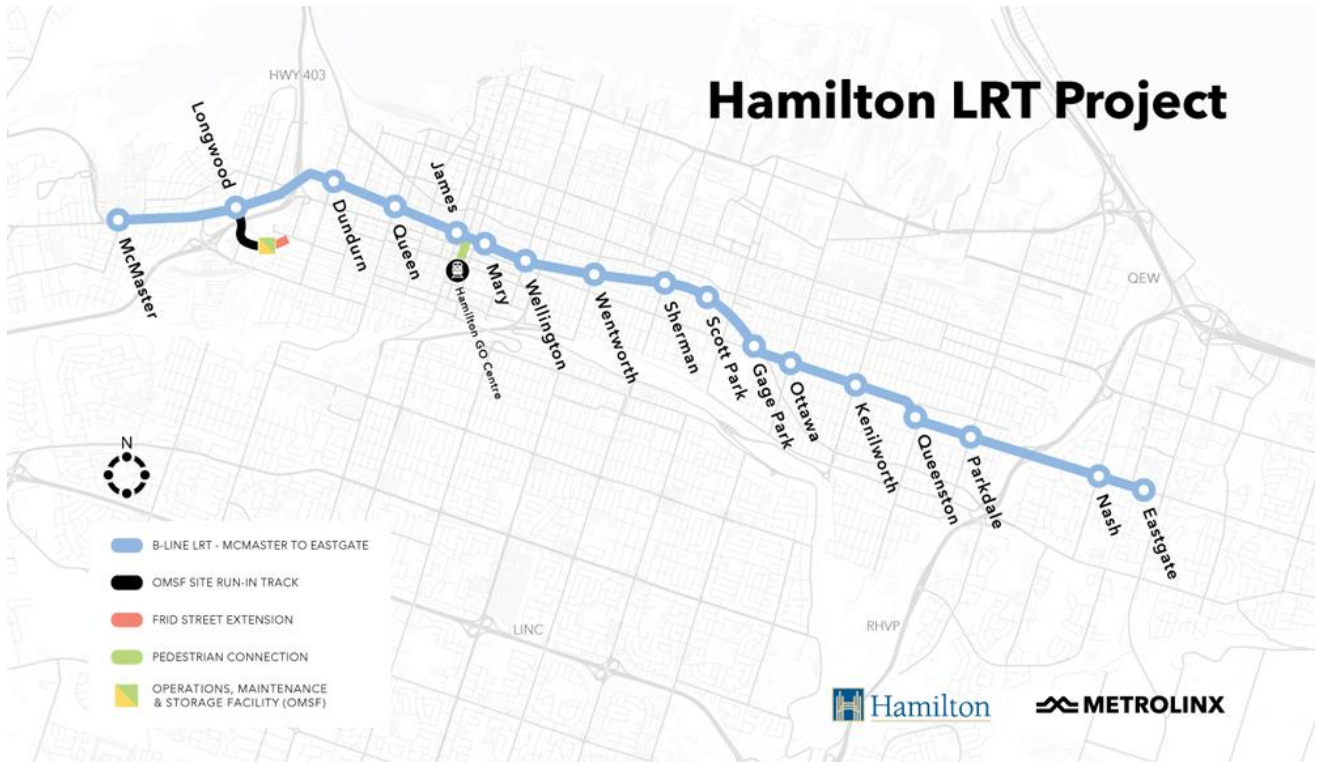 Hamilton LRT Project
HWY 403
Longwood
McMaster
Dundurn
Queen
James
Hamilton GO Centre
Mary
Wellington
Wentworth
Sherman
Scott Park
Gage Park
Ottawa
Kenilworth
Queenston
Parkdale
Nash
Eastgate
QEW
N
B-LINE LRT - MCMASTER TO EASTGATE
OMSF SITE RUN-IN TRACK
FRID STREET EXTENSION
PEDESTRIAN CONNECTION
OPERATIONS, MAINTENANCE
& STORAGE FACILITY (OMSF)
LINC
RHVP
Hamilton
METROLINX